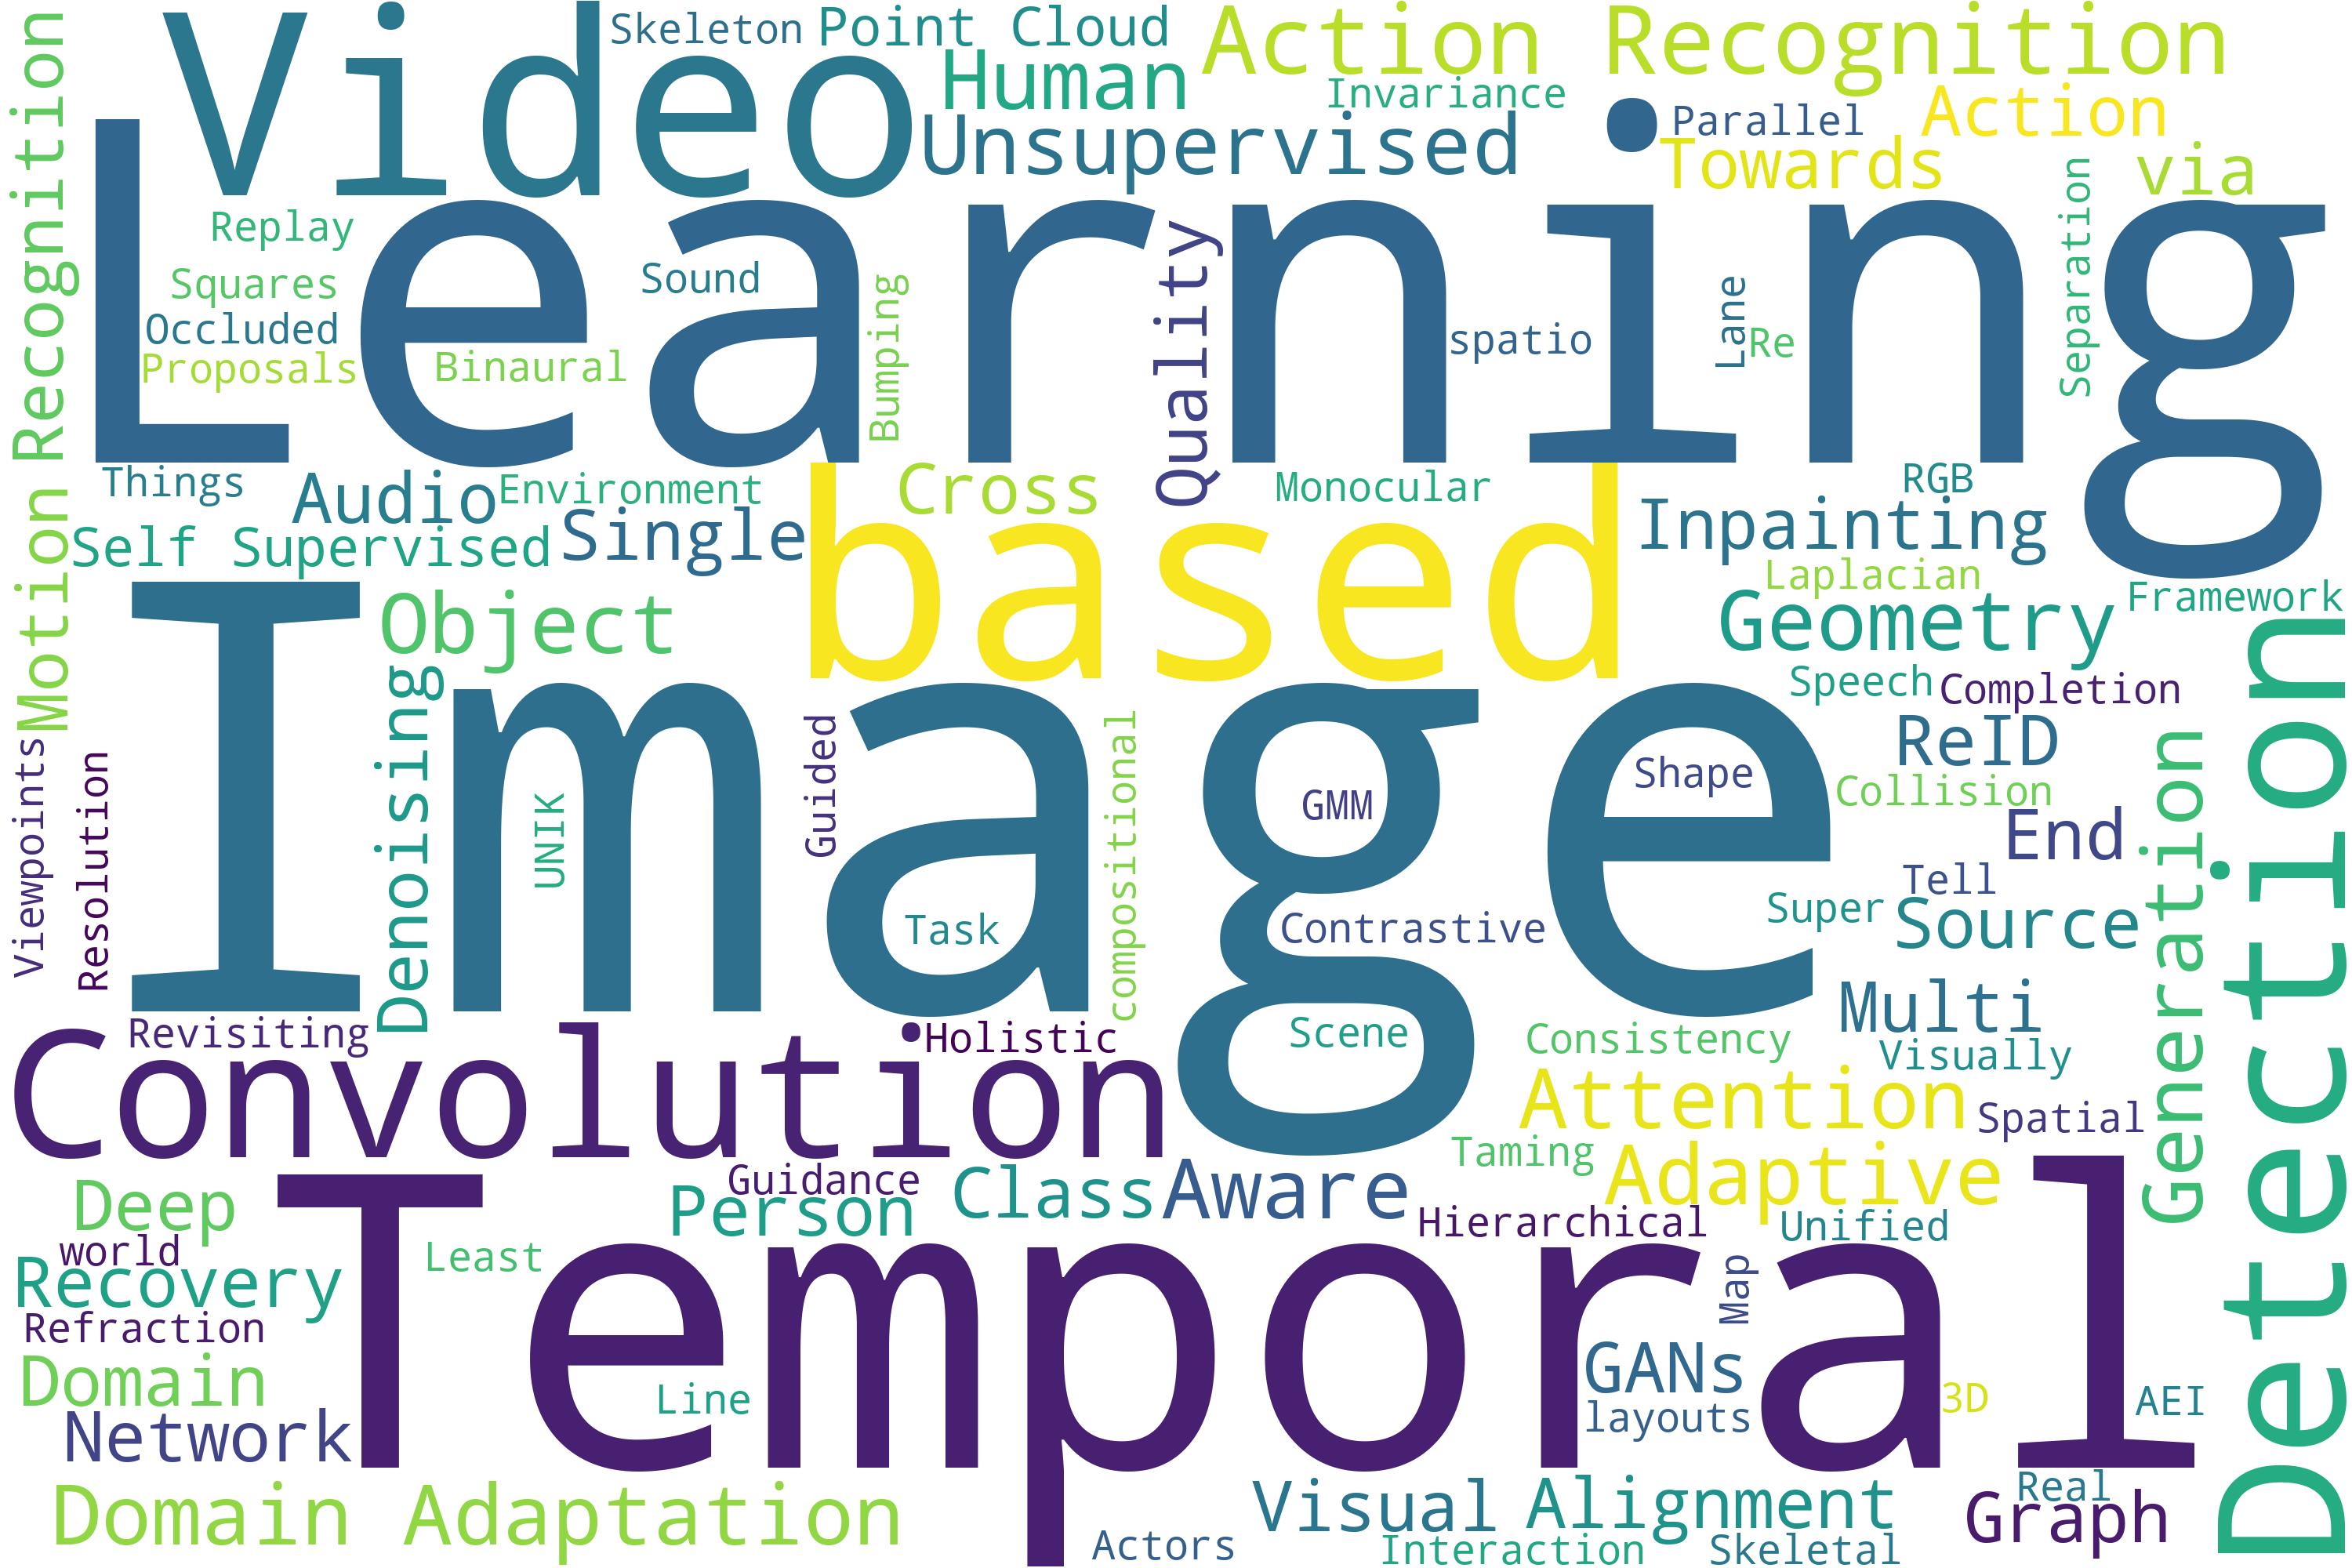 Video
Skeleton
Point Cloud
Action Recognition
Human
Invariance
Unsupervised
Parallel
Action
Towards
via
Recognition
Learning
Replay
Squares
Sound
Occluded
Proposals
Binaural
Bumping
Quality
spatio
Lane
Re
Separation
Things
Audio
Environment
Cross
Monocular
RGB
Self Supervised
Single
based
Inpainting
Laplacian
Motion
Object
Geometry
Framework
Speech
Completion
Image
Denoising
Guided
compositional
Shape
ReID
Collision
Viewpoints
Resolution
UNIK
GMM
End
Tell
Task
Contrastive
Super
Source
Generation
Detection
Multi
Revisiting
Holistic
Scene
Consistency
Visually
Convolution
Attention
Spatial
Taming
Guidance
Adaptive
Deep
Person
Class
Aware
Hierarchical
Unified
world
Least
Temporal
Recovery
Map
Refraction
Domain
Line
GANs
3D
AEI
layouts
Network
Domain Adaptation
Visual
Alignment
Real
Graph
Actors
Interaction
Skeletal